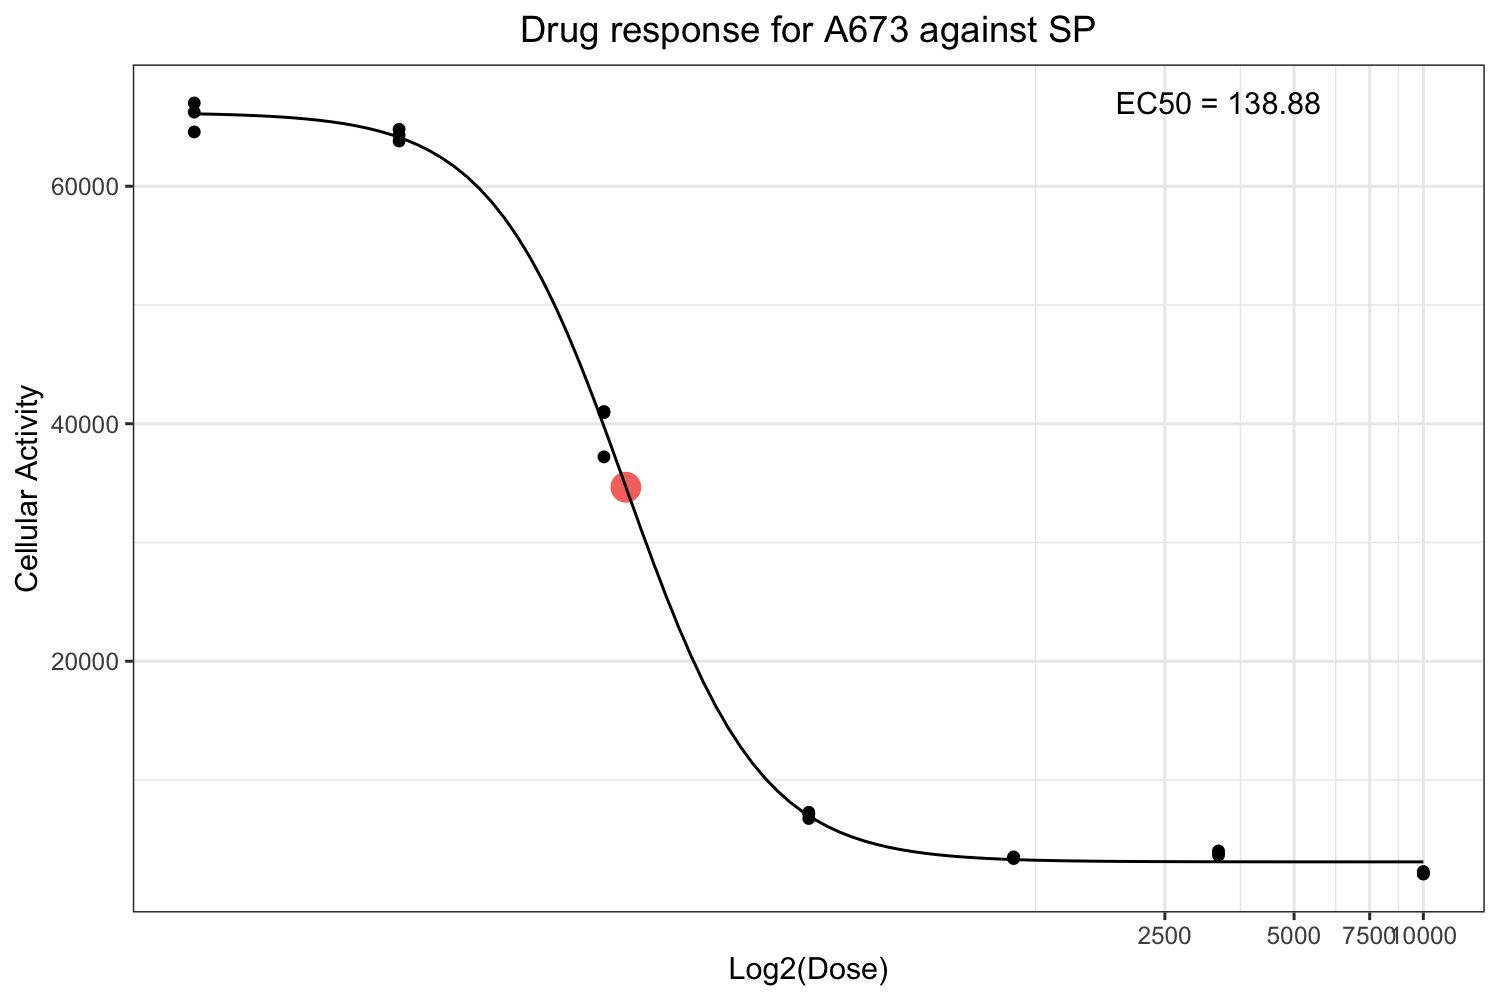 Drug response for A673 against SP
EC50 = 138.88
60000
40000
20000
Cellular Activity
2500 5000 7500 10000
Log2(Dose)